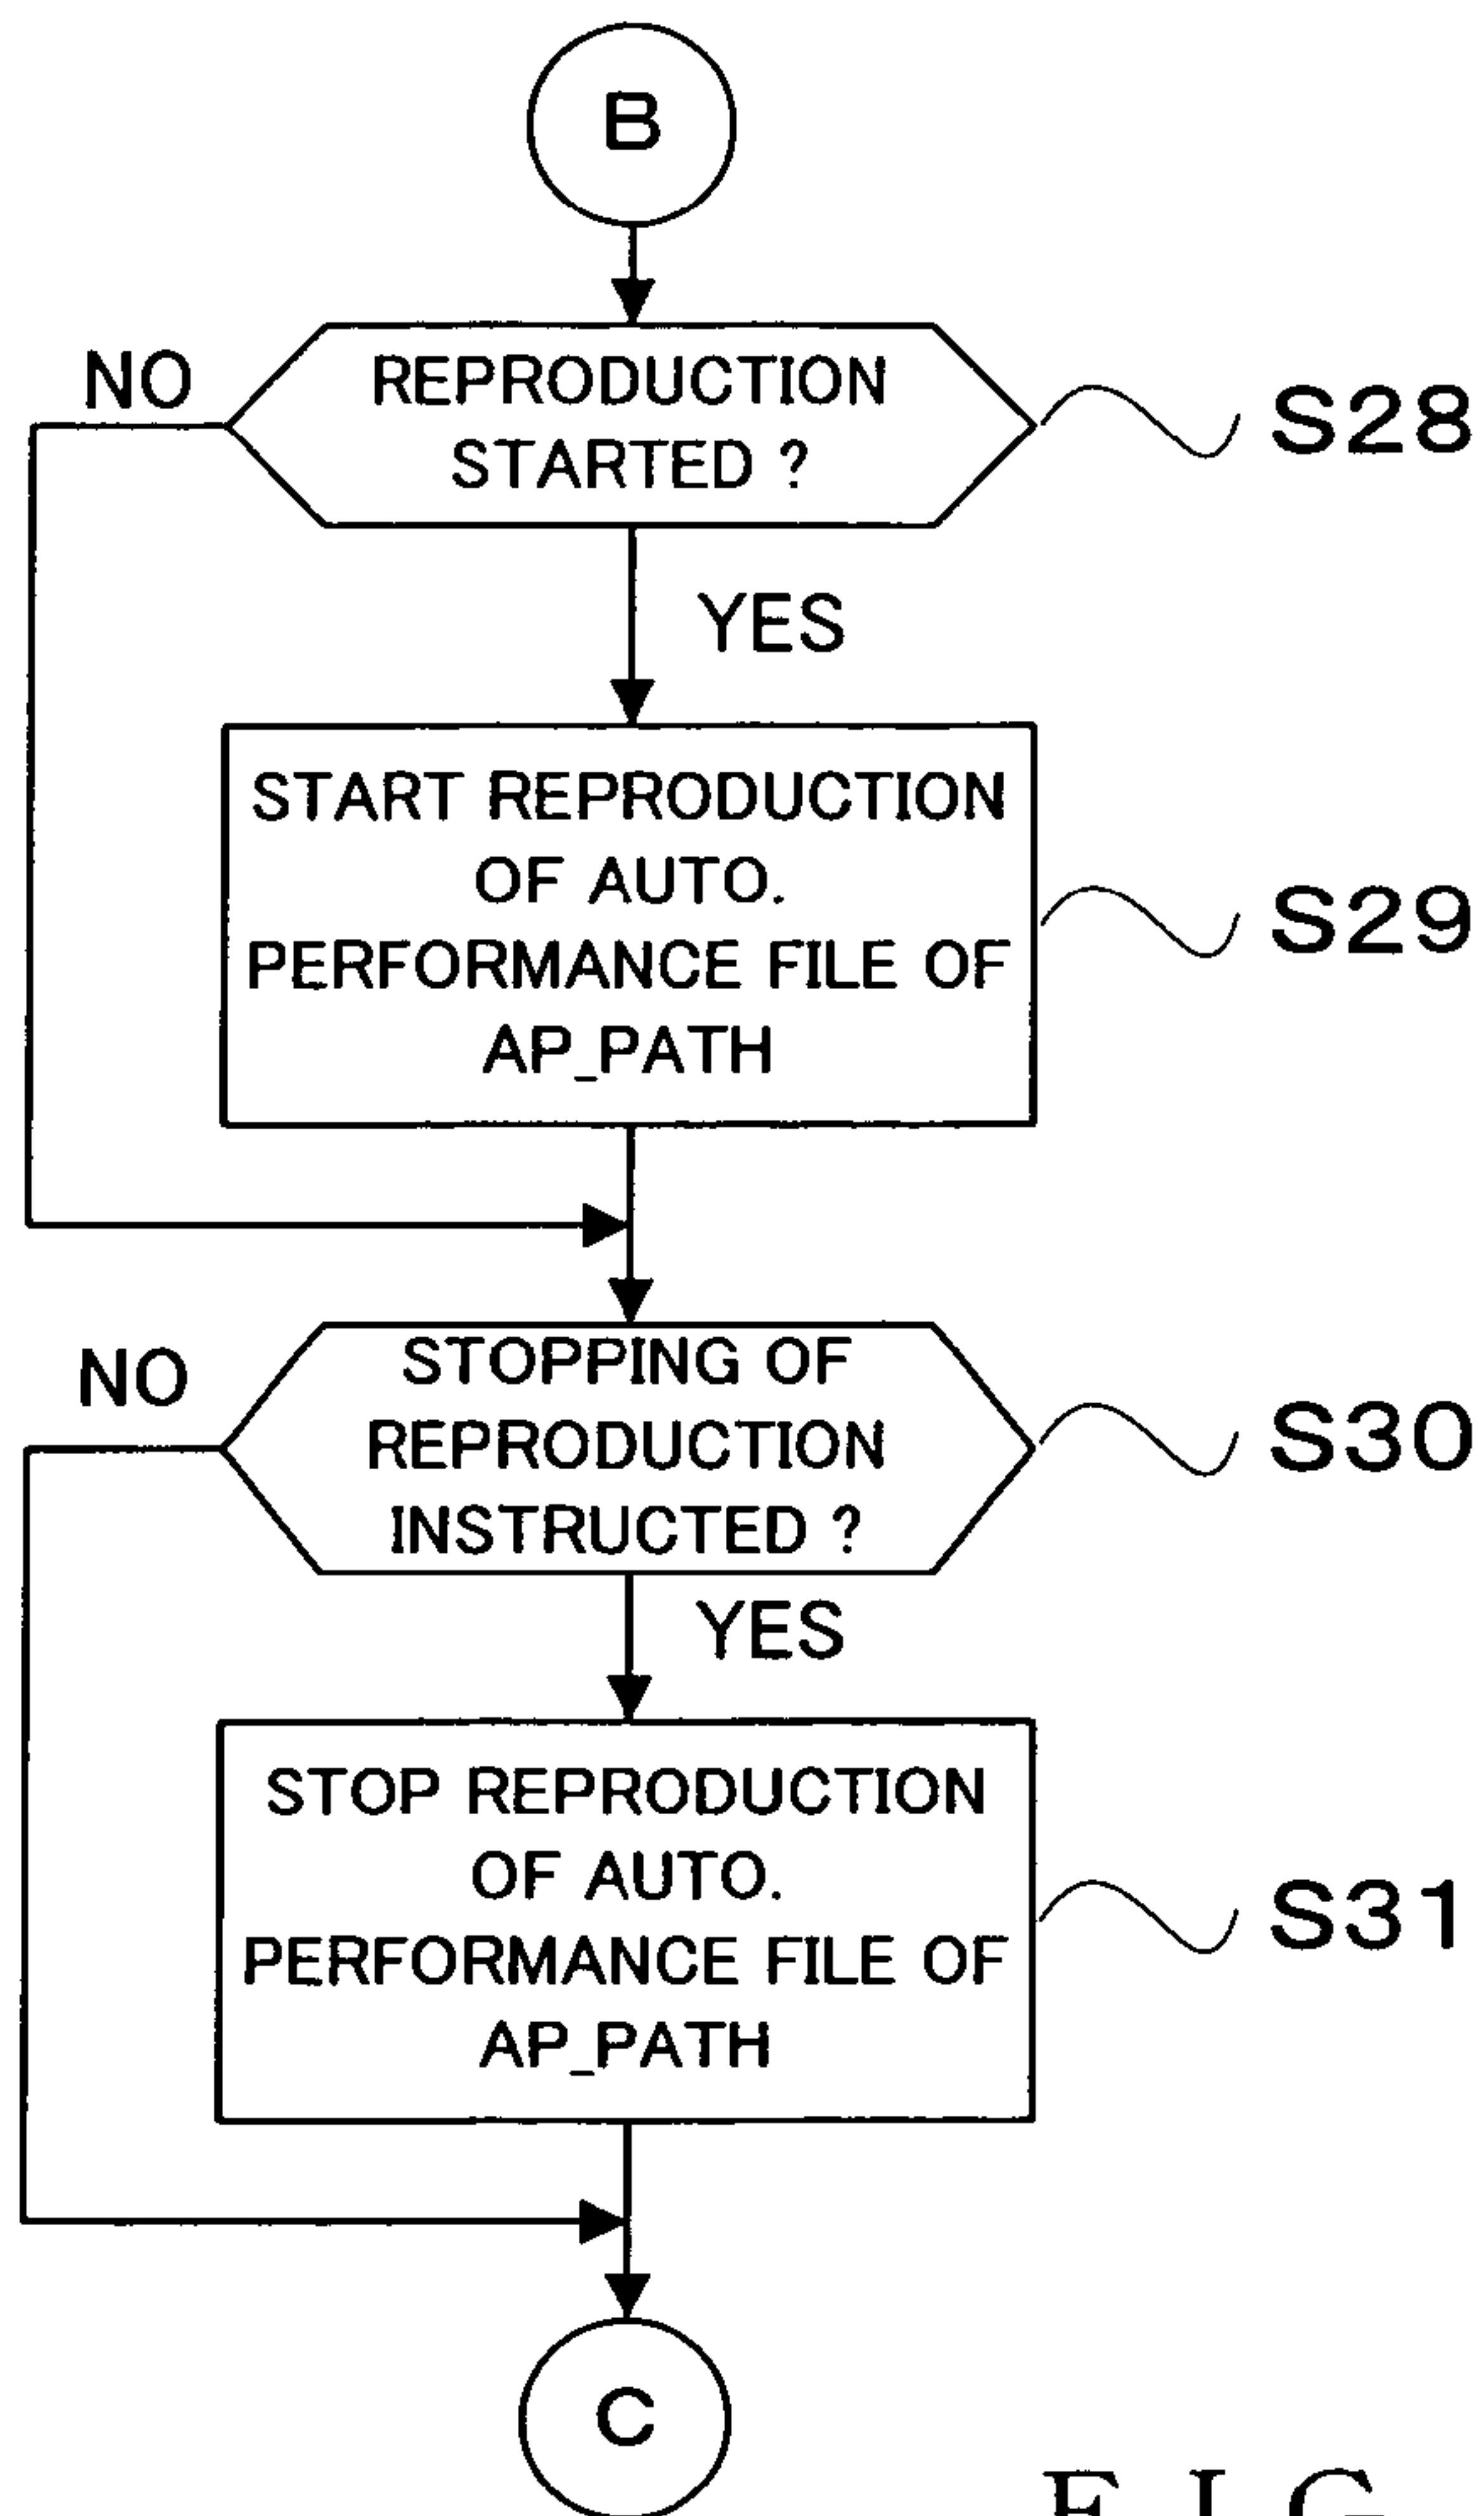 B
NO
REPRODUCTION
STARTED ?
S28
YES
START REPRODUCTION
OF AUTO.
PERFORMANCE FILE OF
AP_PATH
S29
NO
STOPPING OF
REPRODUCTION
INSTRUCTED ?
S30
YES
STOP REPRODUCTION
OF AUTO.
PERFORMANCE FILE OF
AP_PATH
S31
C
F I G